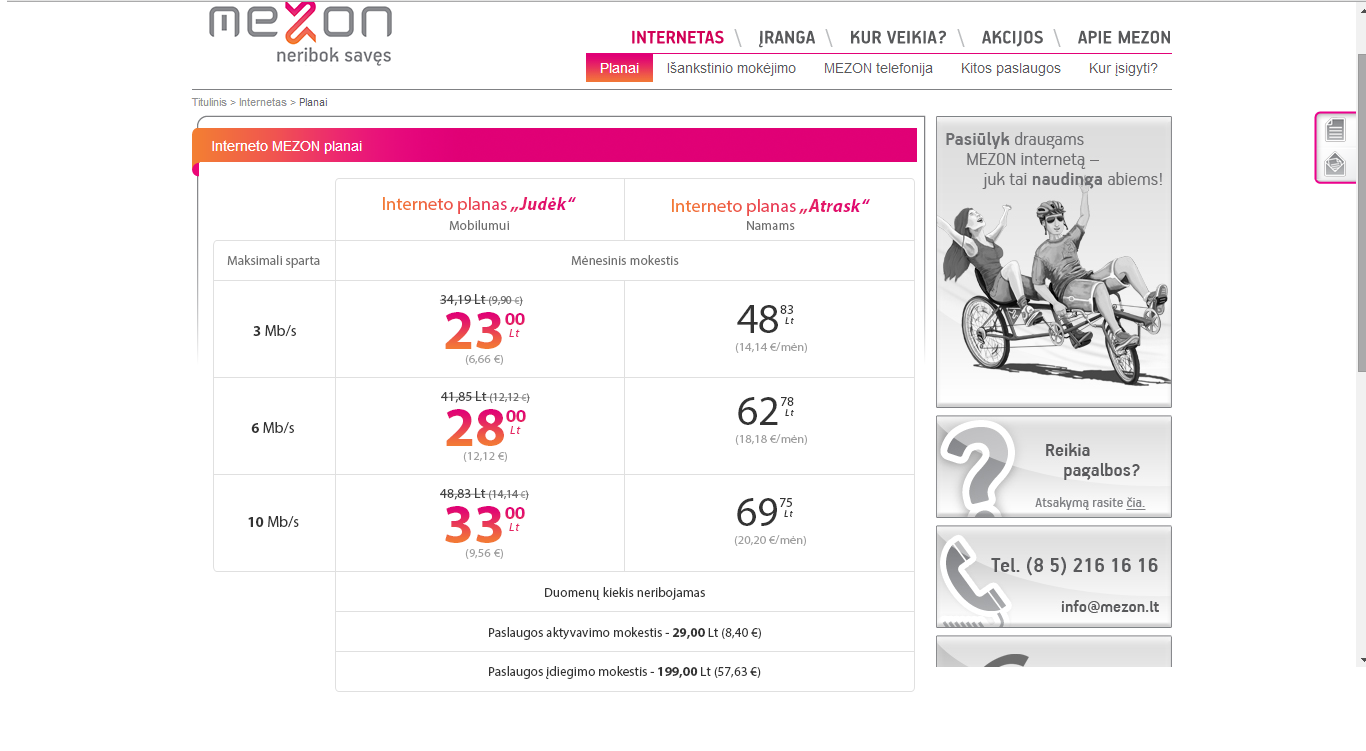 mezon
neribok savęs
INTERNETAS \ ĮRANGA \ KUR VEIKIA? \ AKCIJOS \ APIE MEZON
Planai Išankstinio mokėjimo MEZON telefonija Kitos paslaugos Kur įsigyti?
Titulinis > Internetas > Planai
Interneto MEZON planai
Interneto planas „Judėk“ Interneto planas „Atrask“
Mobilumui Namams
Maksimali sparta Mėnesinis mokestis
34,19 Lt (9,90 €)
3 Mb/s 23 00 Lt 48 83 Lt
(6,66 €) (14,14 €/mėn)
41,85 Lt (12,12 €)
6 Mb/s 28 00 Lt 62 78 Lt
(12,12 €) (18,18 €/mėn)
48,83 Lt (14,14 €)
10 Mb/s 33 00 Lt 69 75 Lt
(9,56 €) (20,20 €/mėn)
Duomenų kiekis neribojamas
Paslaugos aktyvavimo mokestis - 29,00 Lt (8,40 €)
Paslaugos įdiegimo mokestis - 199,00 Lt (57,63 €)
Pasiūlyk draugams
MEZON internetą –
juk tai naudinga abiems!
Reikia
pagalbos?
Atsakymą rasite čia.
Tel. (8 5) 216 16 16
info@mezon.lt